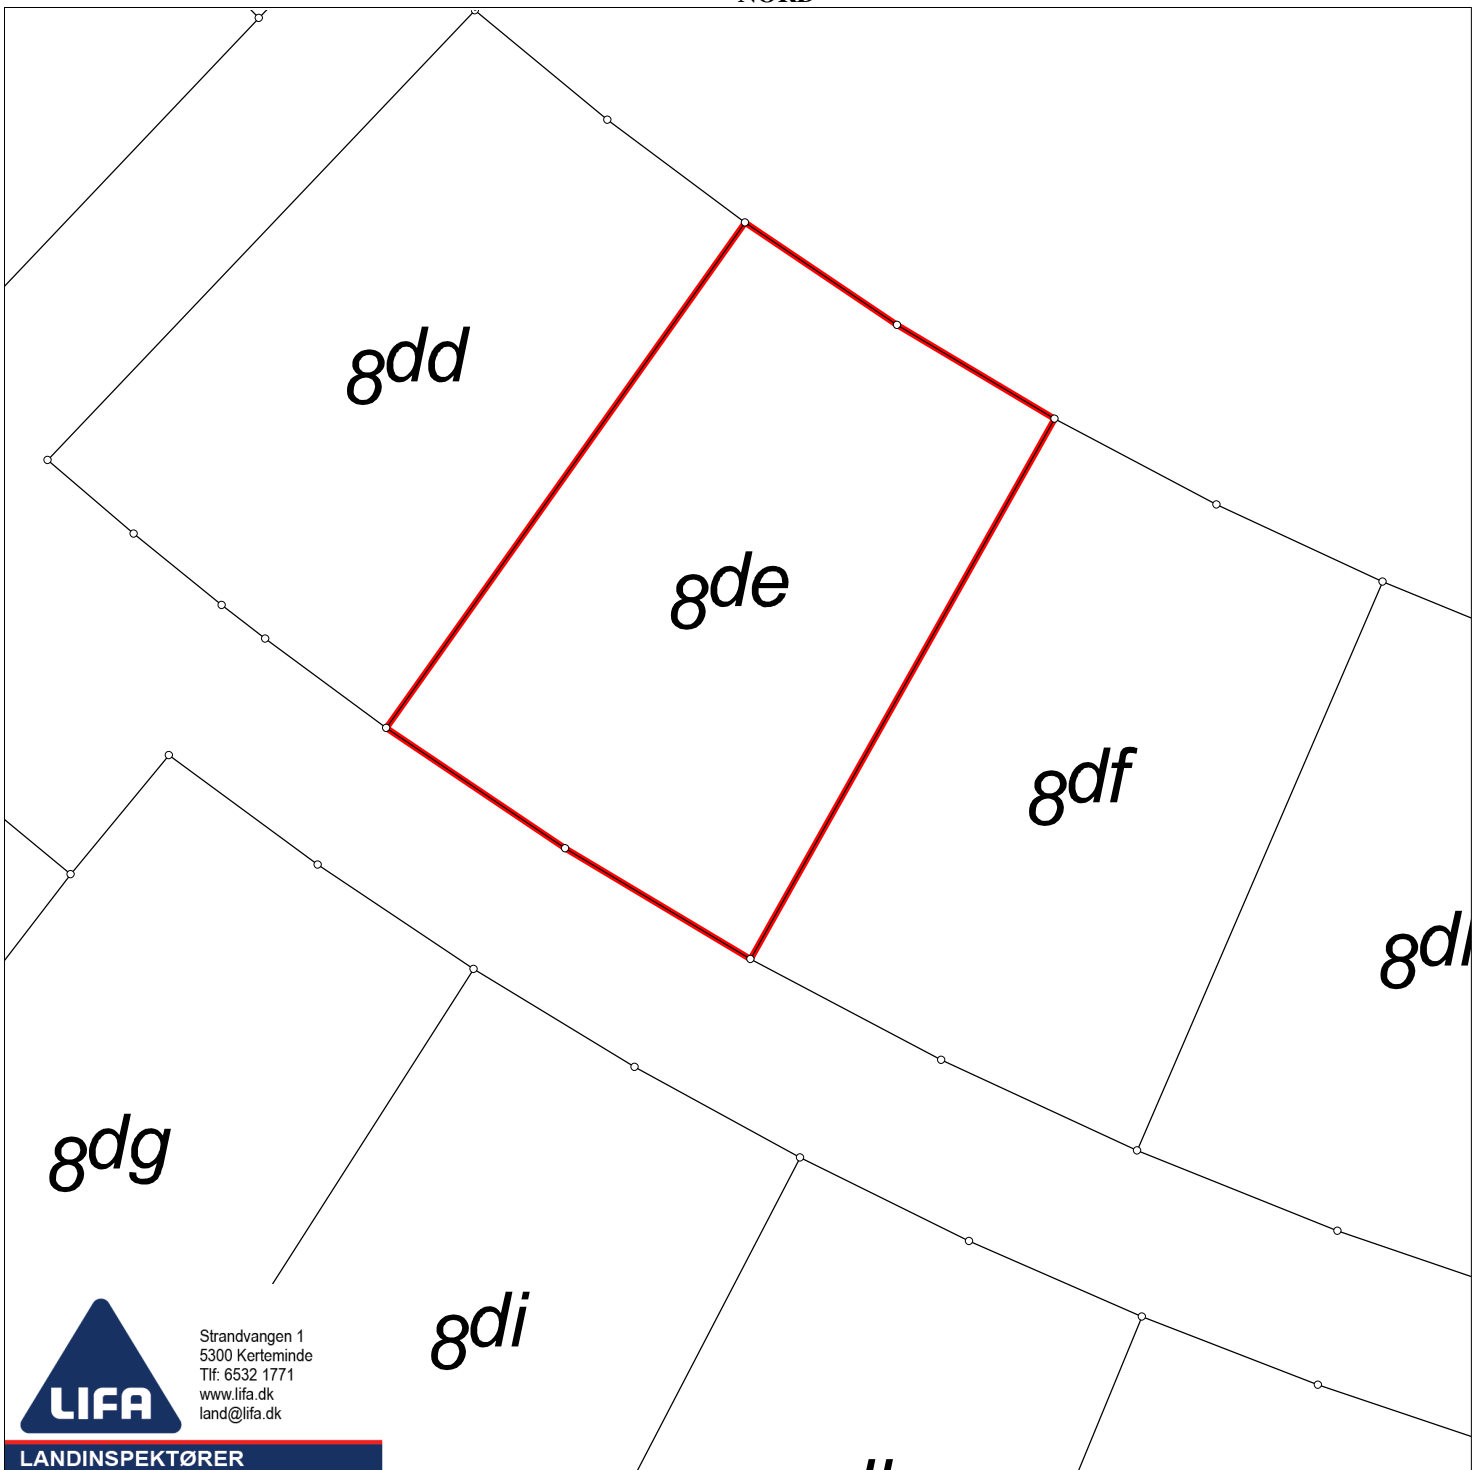 NORD
8dd
8de
8df
8dg
8di
Strandvangen 1
5300 Kerteminde
Tlf: 6532 1771
www.lifa.dk
land@lifa.dk
LIFA
LANDINSPEKTØRER